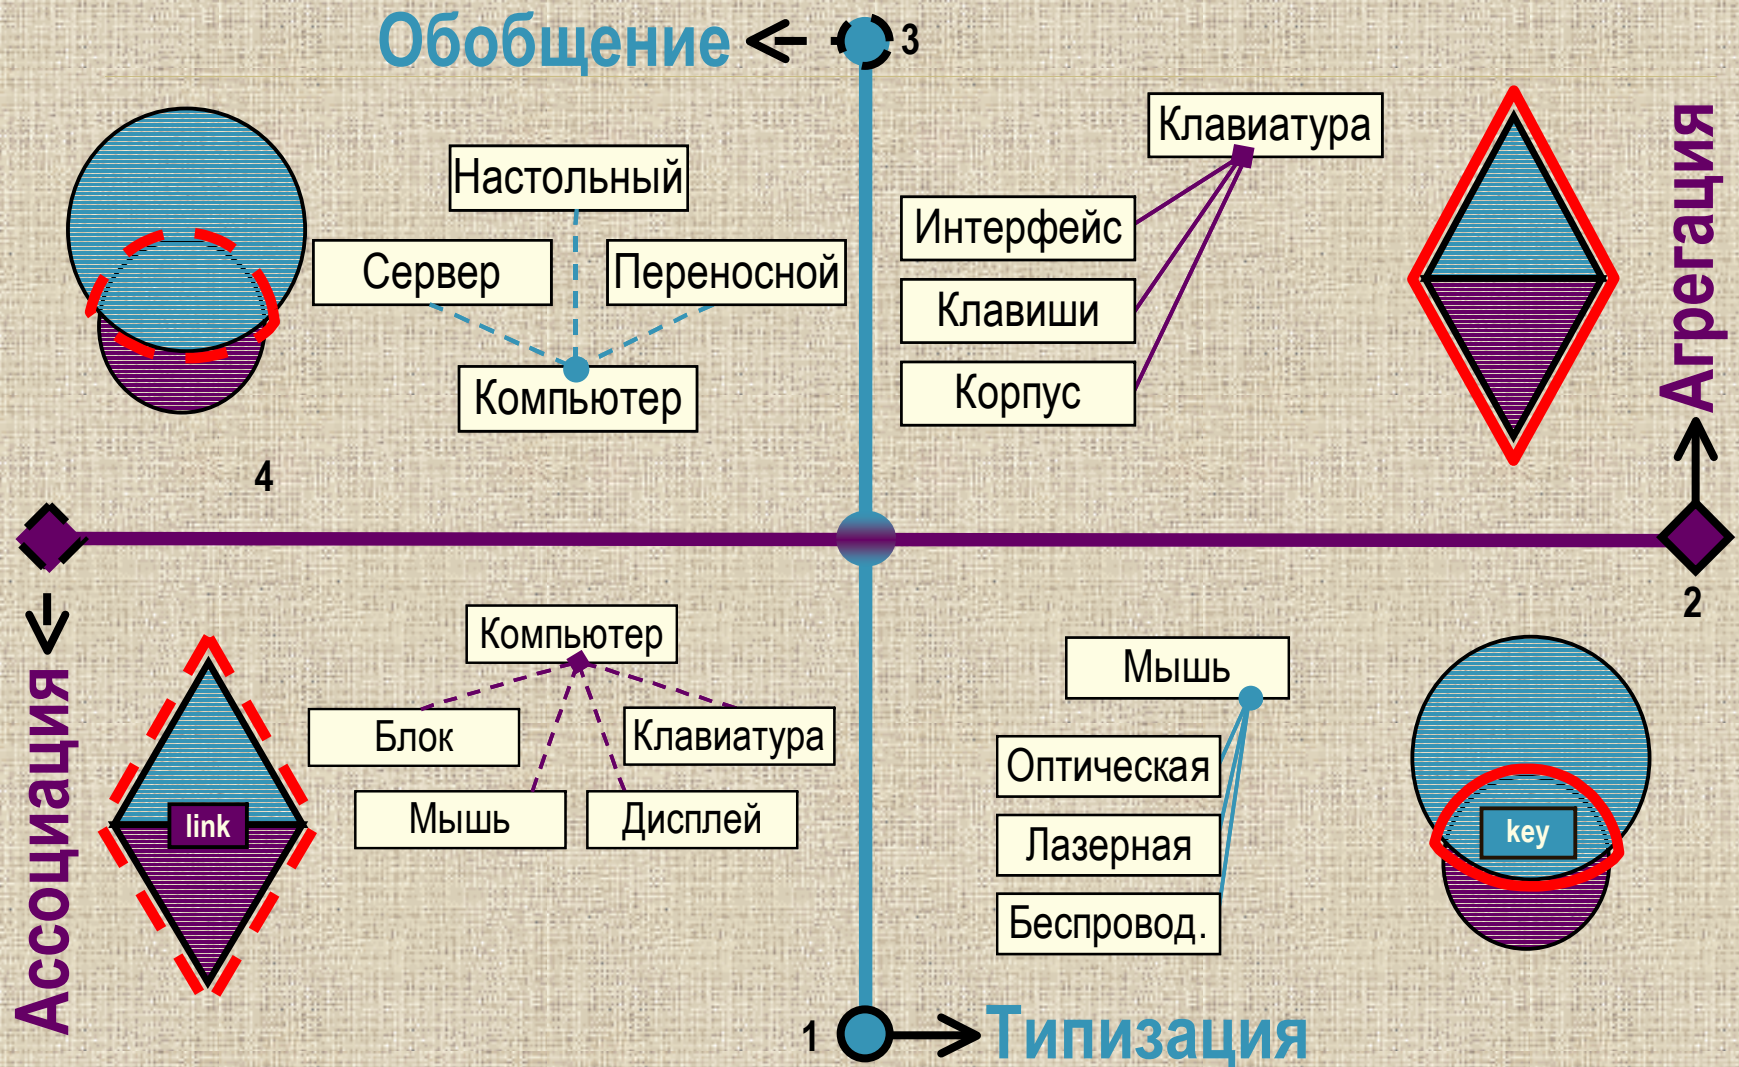 Обобщение
3
Клавиатура
Интерфейс
Клавиши
Корпус
Агрегация
Настольный
Сервер
Переносной
Компьютер
4
2
Ассоциация
Компьютер
Блок
Клавиатура
Мышь
Дисплей
link
Мышь
Оптическая
Лазерная
Беспровод.
key
1
Типизация